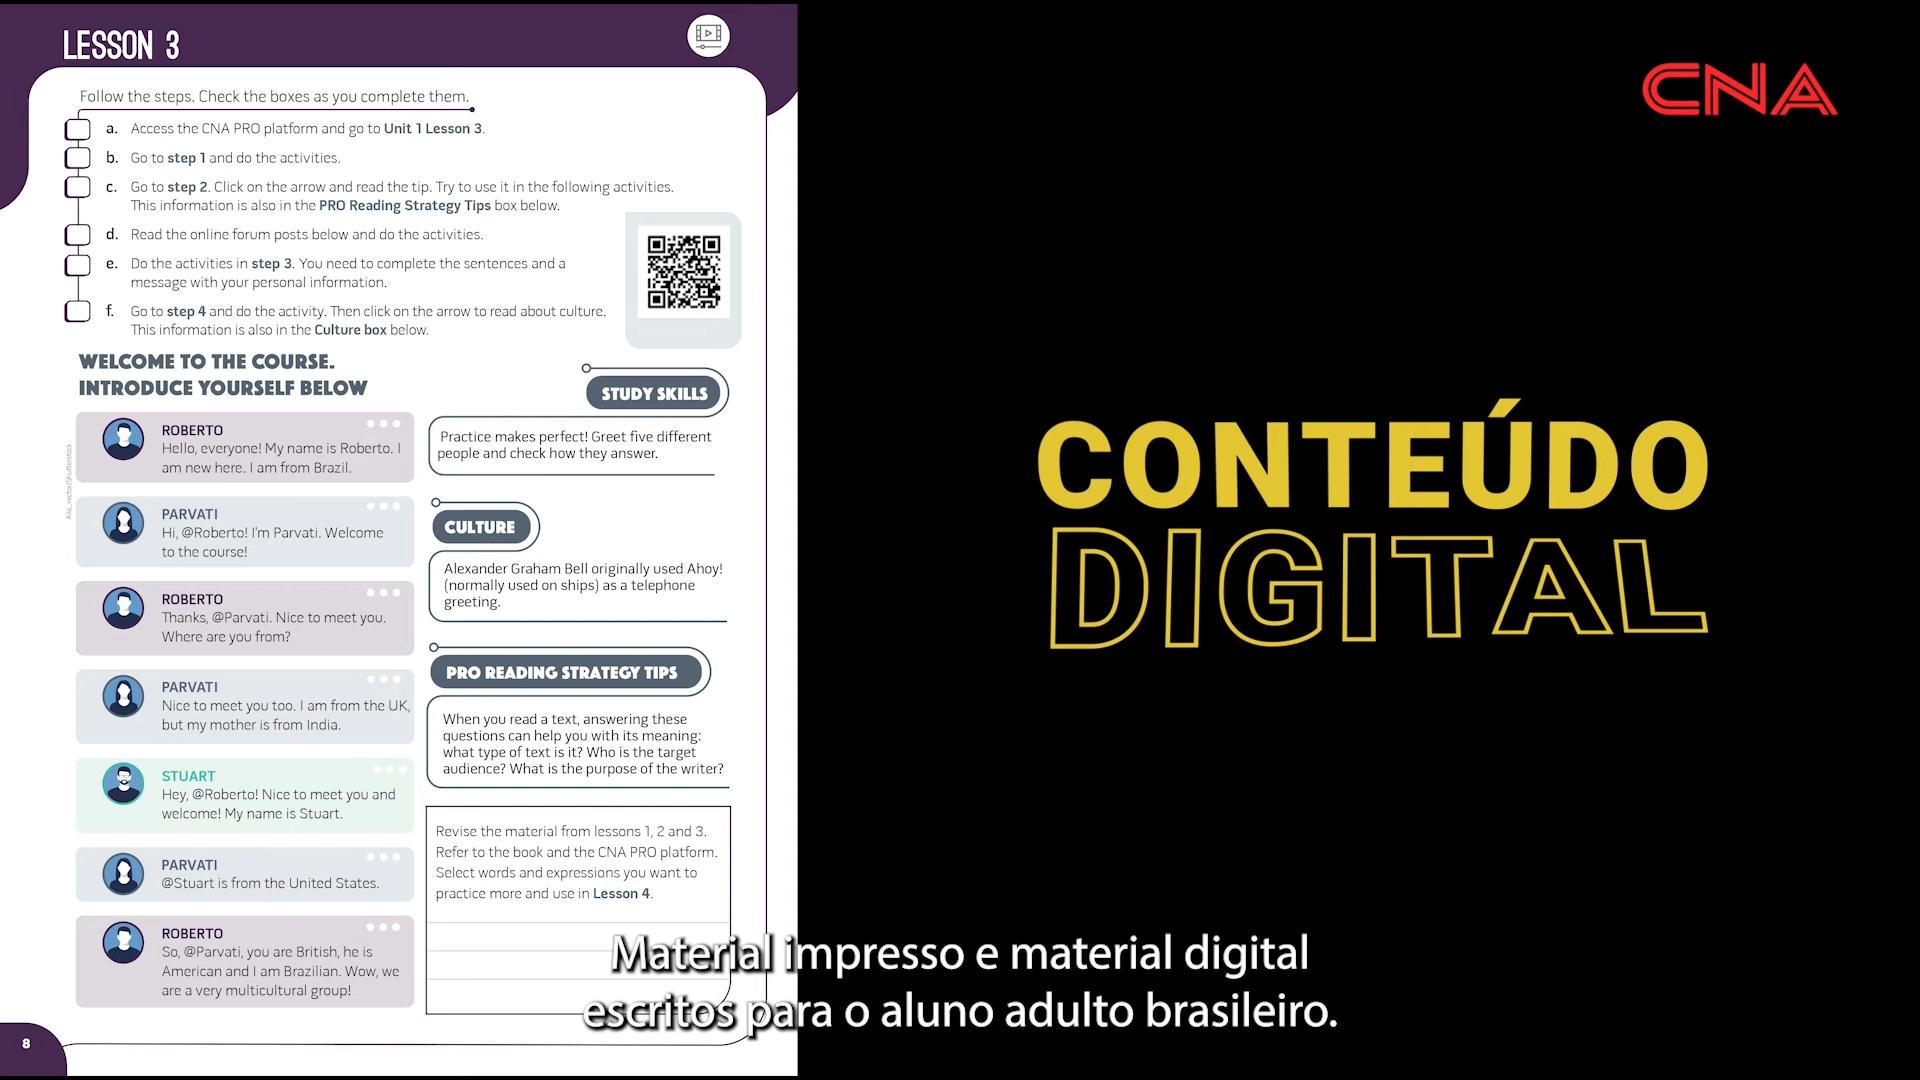 LESSON 3
Follow the steps. Check the boxes as you complete them.
a. Access the CNA PRO platform and go to Unit 1 Lesson 3.
b. Go to step 1 and do the activities.
c. Go to step 2. Click on the arrow and read the tip. Try to use it in the following activities.
This information is also in the PRO Reading Strategy Tips box below.
d. Read the online forum posts below and do the activities.
e. Do the activities in step 3. You need to complete the sentences and a
message with your personal information.
f. Go to step 4 and do the activity. Then click on the arrow to read about culture.
This information is also in the Culture box below.
WELCOME TO THE COURSE.
INTRODUCE YOURSELF BELOW
ROBERTO
Hello, everyone! My name is Roberto. I
am new here. I am from Brazil.
PARVATI
Hi, @Roberto! I'm Parvati. Welcome
to the course!
ROBERTO
Thanks, @Parvati. Nice to meet you.
Where are you from?
PARVATI
Nice to meet you too. I am from the UK,
but my mother is from India.
STUART
Hey, @Roberto! Nice to meet you and
welcome! My name is Stuart.
PARVATI
@Stuart is from the United States.
ROBERTO
So, @Parvati, you are British, he is
American and I am Brazilian. Wow, we
are a very multicultural group!
STUDY SKILLS
Practice makes perfect! Greet five different
people and check how they answer.
CULTURE
Alexander Graham Bell originally used Ahoy!
(normally used on ships) as a telephone
greeting.
PRO READING STRATEGY TIPS
When you read a text, answering these
questions can help you with its meaning:
what type of text is it? Who is the target
audience? What is the purpose of the writer?
Revise the material from lessons 1, 2 and 3.
Refer to the book and the CNA PRO platform.
Select words and expressions you want to
practice more and use in Lesson 4.
8
CNA
CONTEÚDO
DIGITAL
Material impresso e material digital
escritos para o aluno adulto brasileiro.